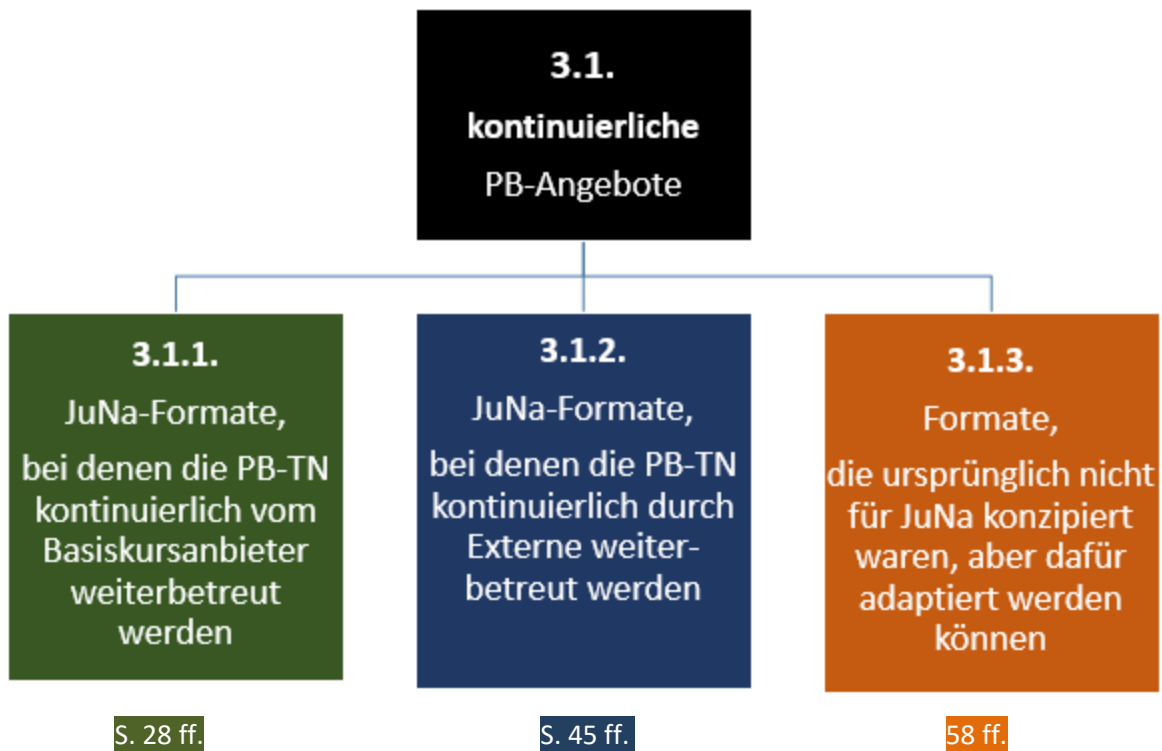 3.1.
kontinuierliche
PB-Angebote
3.1.1.
JuNa-Formate,
bei denen die PB-TN
kontinuierlich vom
Basiskursanbieter
weiterbetreut
werden
3.1.2.
JuNa-Formate,
bei denen die PB-TN
kontinuierlich durch
Externe weiter-
betreut werden
3.1.3.
Formate,
die ursprünglich nicht
für JuNa konzipiert
waren, aber dafür
adaptiert werden
können
S. 28 ff.
S. 45 ff.
58 ff.